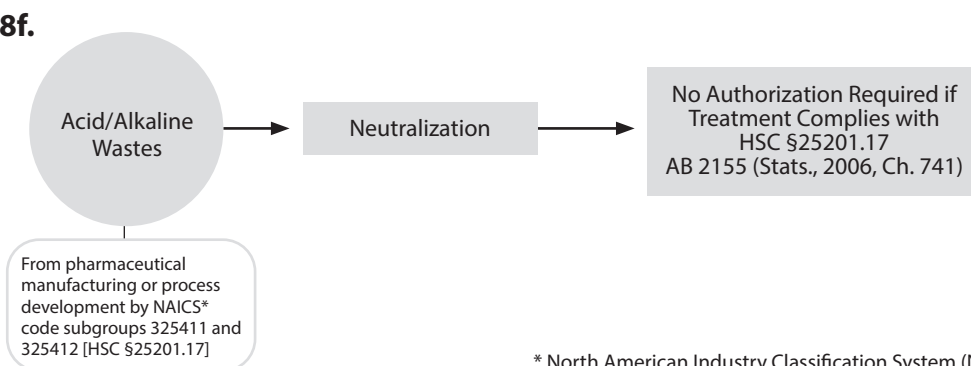 8f.
Acid/Alkaline
Wastes
Neutralization
No Authorization Required if
Treatment Complies with
HSC §25201.17
AB 2155 (Stats., 2006, Ch. 741)
From pharmaceutical
manufacturing or process
development by NAICS*
code subgroups 325411 and
325412 [HSC §25201.17]
* North American Industry Classification System (